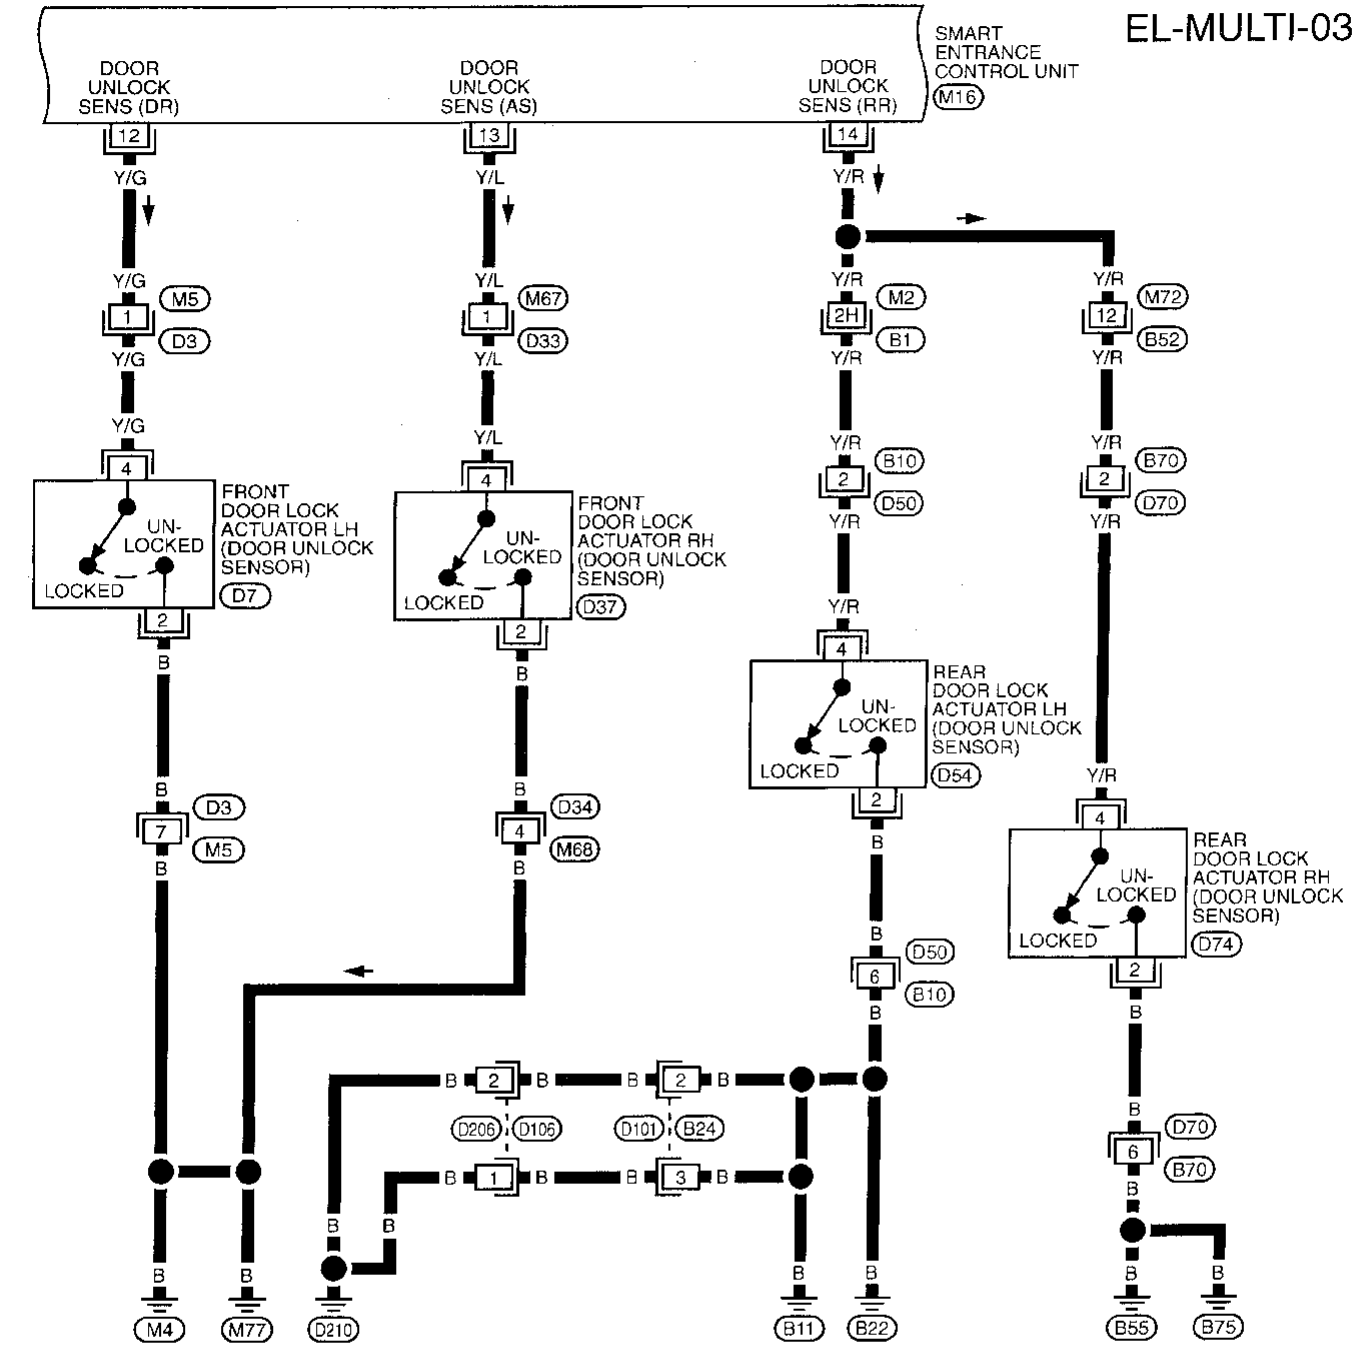 EL-MULTI-03
SMART
ENTRANCE
CONTROL UNIT
M16
DOOR
UNLOCK
SENS (DR)
DOOR
UNLOCK
SENS (AS)
DOOR
UNLOCK
SENS (RR)
12
13
14
Y/G
Y/L
Y/R
Y/G
Y/L
Y/R
Y/R
M5
M67
M2
M72
1
1
2H
12
D3
D33
B1
B52
Y/G
Y/L
Y/R
Y/R
Y/G
Y/L
Y/R
Y/R
B10
B70
2
2
D50
D70
Y/R
Y/R
4
4
FRONT
DOOR LOCK
ACTUATOR LH
(DOOR UNLOCK
SENSOR)
D7
UN-
LOCKED
LOCKED
2
FRONT
DOOR LOCK
ACTUATOR RH
(DOOR UNLOCK
SENSOR)
D37
UN-
LOCKED
LOCKED
2
B
B
Y/R
4
REAR
DOOR LOCK
ACTUATOR LH
(DOOR UNLOCK
SENSOR)
D54
UN-
LOCKED
LOCKED
2
Y/R
4
REAR
DOOR LOCK
ACTUATOR RH
(DOOR UNLOCK
SENSOR)
D74
UN-
LOCKED
LOCKED
2
B
B
D3
D34
7
4
M5
M68
B
B
B
B
D50
6
B10
B
B
B 2 B B 2 B
D206 D106 D101 B24
B 1 B B 3 B
B
D70
6
B70
B
B
B
B
B
B
B
B
B
M4
M77
D210
B11
B22
B55
B75